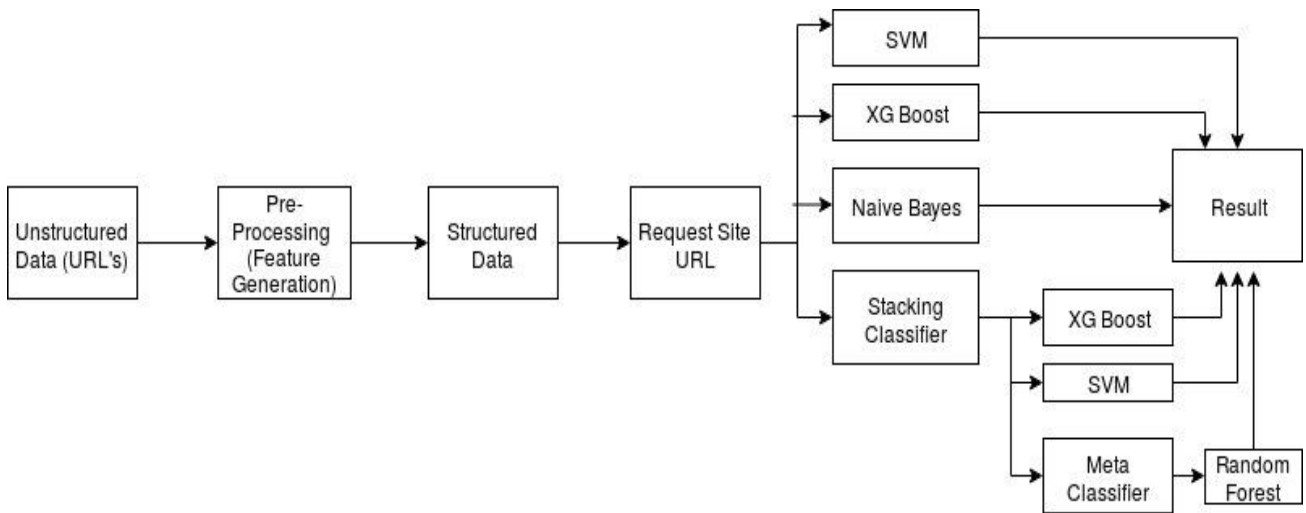 Unstructured
Data (URL's)
Pre-
Processing
(Feature
Generation)
Structured
Data
Request Site
URL
SVM
XG Boost
Naive Bayes
Stacking
Classifier
XG Boost
SVM
Meta
Classifier
Random
Forest
Result